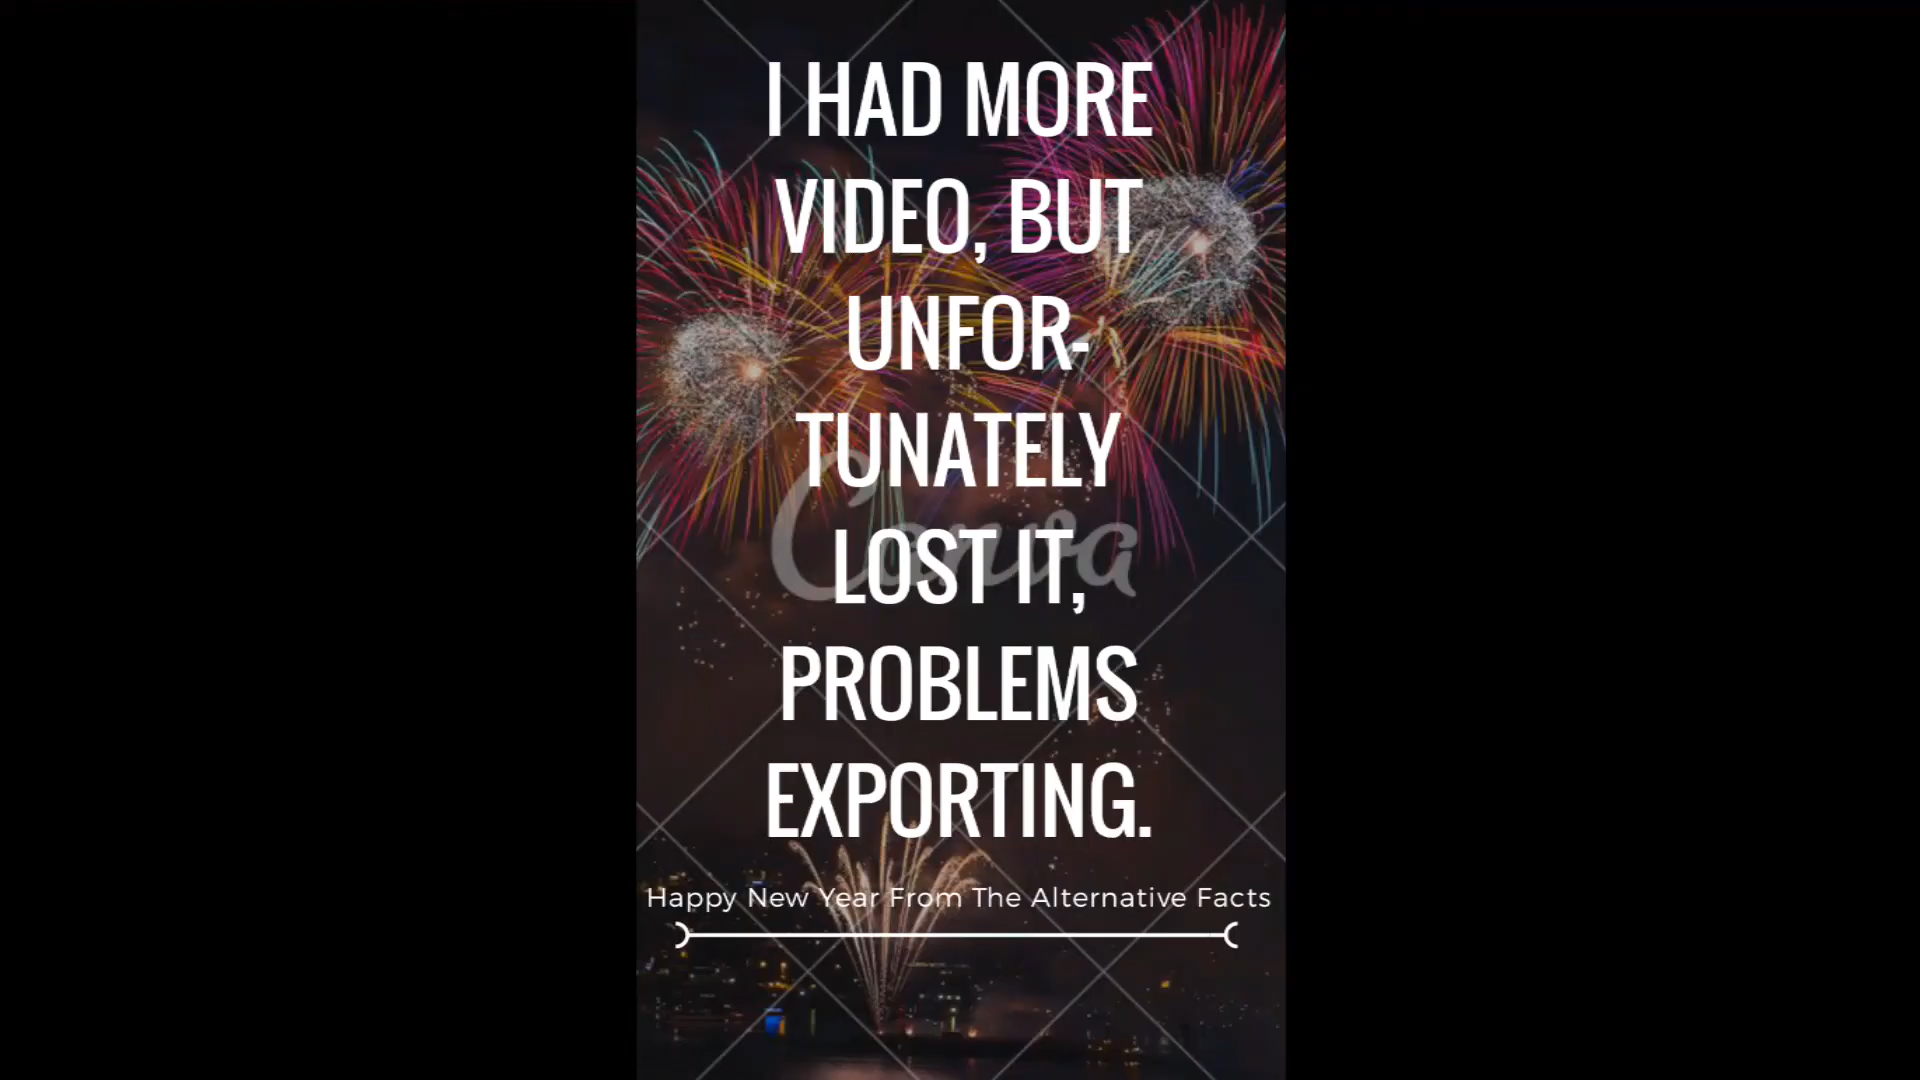 I HAD MORE
VIDEO, BUT
UNFOR-
TUNATELY
LOST IT,
PROBLEMS
EXPORTING.
Canva
Happy New Year From The Alternative Facts